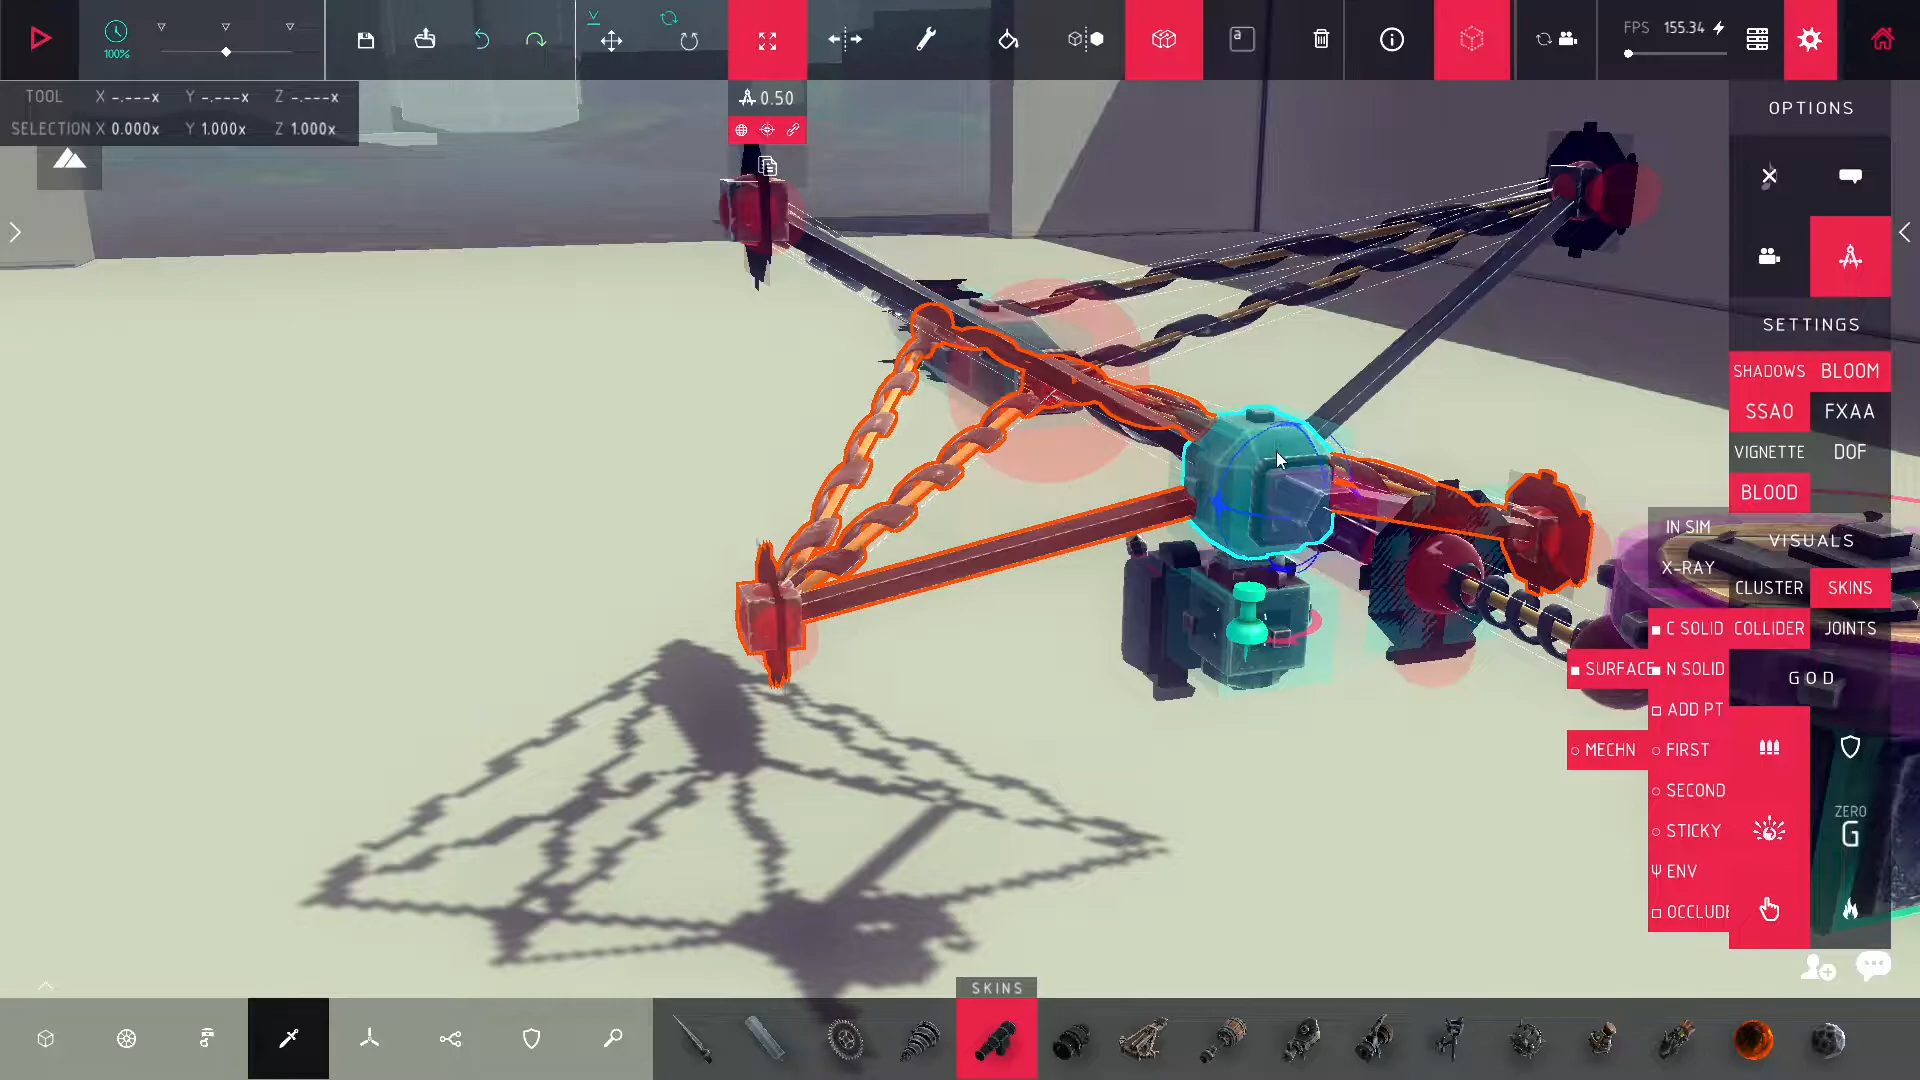 100%
FPS 155.34
a
TOOL X -.---x Y -.---x Z -.---x
SELECTION X 0.000x Y 1.000x Z 1.000x
0.50
OPTIONS
SETTINGS
SHADOWS BLOOM
SSAO FXAA
VIGNETTE DOF
BLOOD
IN SIM
VISUALS
X-RAY
CLUSTER SKINS
C SOLID COLLIDER JOINTS
SURFACE N SOLID
GOD
ADD PT
MECHN FIRST
SECOND
ZERO
G
STICKY
ENV
OCCLUDE
SKINS